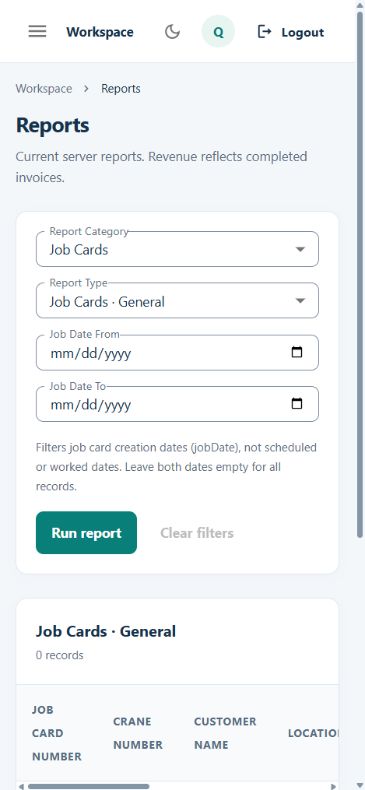 Workspace
Q
Logout
Workspace > Reports
Reports
Current server reports. Revenue reflects completed
invoices.
Report Category
Job Cards
Report Type
Job Cards · General
Job Date From
mm/dd/yyyy
Job Date To
mm/dd/yyyy
Filters job card creation dates (jobDate), not scheduled
or worked dates. Leave both dates empty for all
records.
Run report
Clear filters
Job Cards · General
0 records
JOB
CARD
NUMBER
CRANE
NUMBER
CUSTOMER
NAME